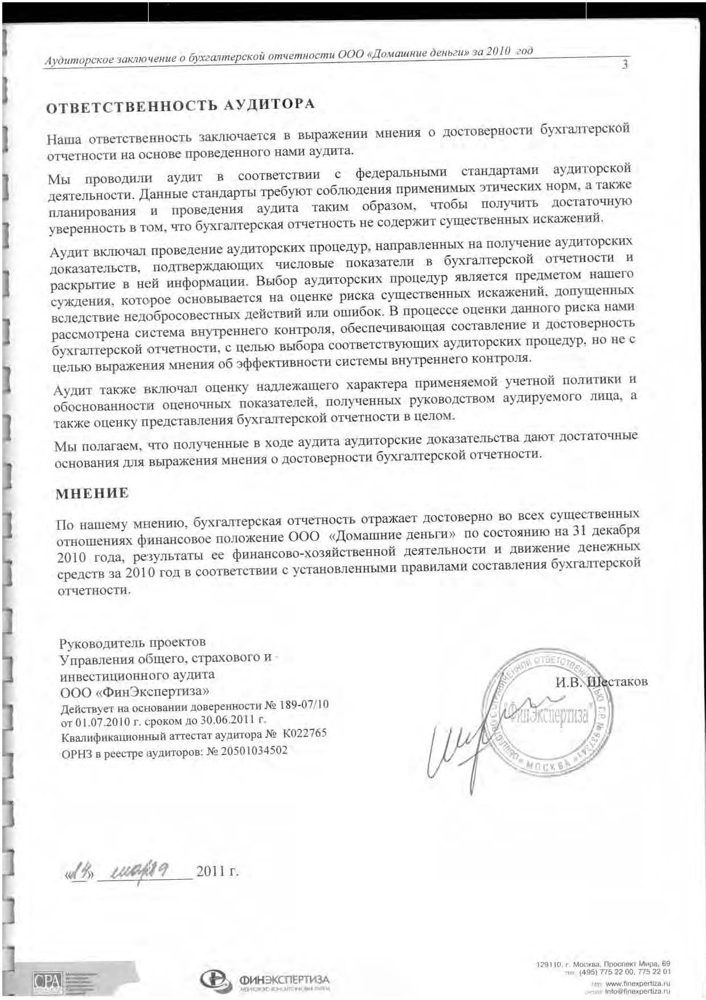 Аудиторское заключение о бухгалтерской отчетности ООО «Домашние деньги» за 2010 год
3
ОТВЕТСТВЕННОСТЬ АУДИТОРА
Наша ответственность заключается в выражении мнения о достоверности бухгалтерской
отчетности на основе проведенного нами аудита.
Мы проводили аудит в соответствии с федеральными стандартами аудиторской
деятельности. Данные стандарты требуют соблюдения применимых этических норм, а также
планирования и проведения аудита таким образом, чтобы получить достаточную
уверенность в том, что бухгалтерская отчетность не содержит существенных искажений.
Аудит включал проведение аудиторских процедур, направленных на получение аудиторских
доказательств, подтверждающих числовые показатели в бухгалтерской отчетности и
раскрытие в ней информации. Выбор аудиторских процедур является предметом нашего
суждения, которое основывается на оценке риска существенных искажений, допущенных
вследствие недобросовестных действий или ошибок. В процессе оценки данного риска нами
рассмотрена система внутреннего контроля, обеспечивающая составление и достоверность
бухгалтерской отчетности, с целью выбора соответствующих аудиторских процедур, но не с
целью выражения мнения об эффективности системы внутреннего контроля.
Аудит также включал оценку надлежащего характера применяемой учетной политики и
обоснованности оценочных показателей, полученных руководством аудируемого лица, а
также оценку представления бухгалтерской отчетности в целом.
Мы полагаем, что полученные в ходе аудита аудиторские доказательства дают достаточные
основания для выражения мнения о достоверности бухгалтерской отчетности.
МНЕНИЕ
По нашему мнению, бухгалтерская отчетность отражает достоверно во всех существенных
отношениях финансовое положение ООО «Домашние деньги» по состоянию на 31 декабря
2010 года, результаты ее финансово-хозяйственной деятельности и движение денежных
средств за 2010 год в соответствии с установленными правилами составления бухгалтерской
отчетности.
Руководитель проектов
Управления общего, страхового и
инвестиционного аудита
ООО «ФинЭкспертиза»
Действует на основании доверенности № 189-07/10
от 01.07.2010 г. сроком до 30.06.2011 г.
Квалификационный аттестат аудитора № К022765
ОРНЗ в реестре аудиторов: № 20501034502
И.В. Шестаков
"ФинЭкспертиза"
МОСКВА
«14» марта 2011 г.
CPA
ФИНЭКСПЕРТИЗА
129110, г. Москва, Проспект Мира, 69
тел. (495) 775 22 00, 775 22 01
http: www.finexpertiza.ru
info@finexpertiza.ru